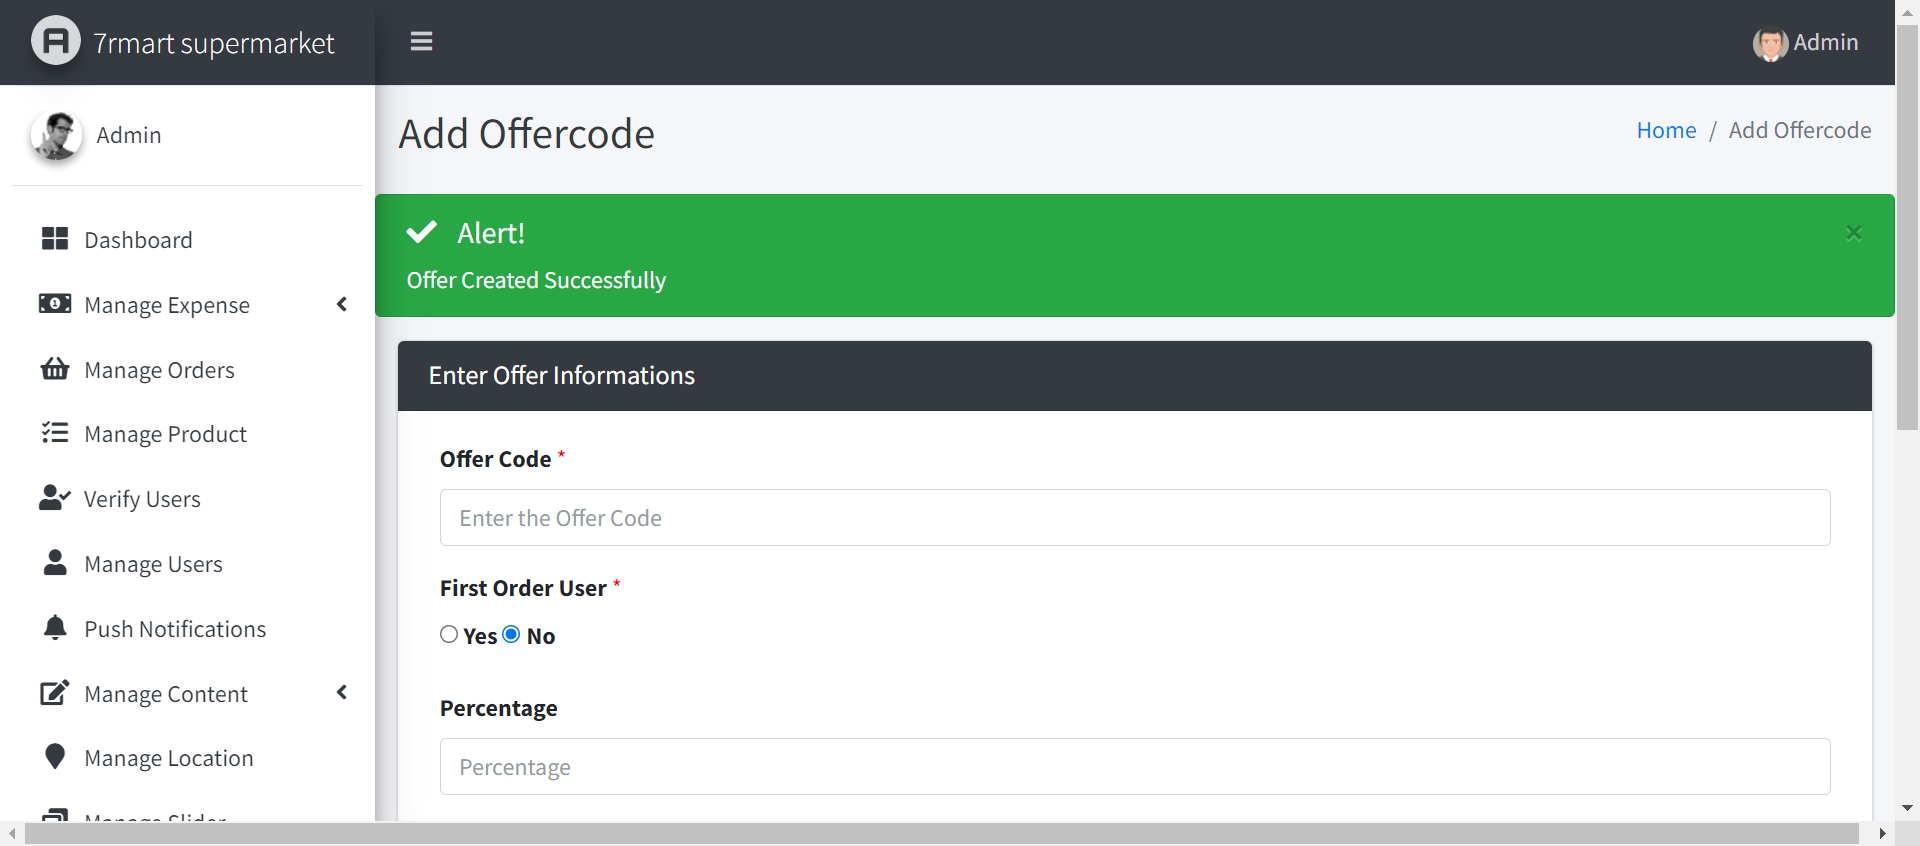 7rmart supermarket
Admin
Admin
Dashboard
Manage Expense
Manage Orders
Manage Product
Verify Users
Manage Users
Push Notifications
Manage Content
Manage Location
Manage Slider
Add Offercode
Home / Add Offercode
Alert!
×
Offer Created Successfully
Enter Offer Informations
Offer Code *
Enter the Offer Code
First Order User *
Yes No
Percentage
Percentage